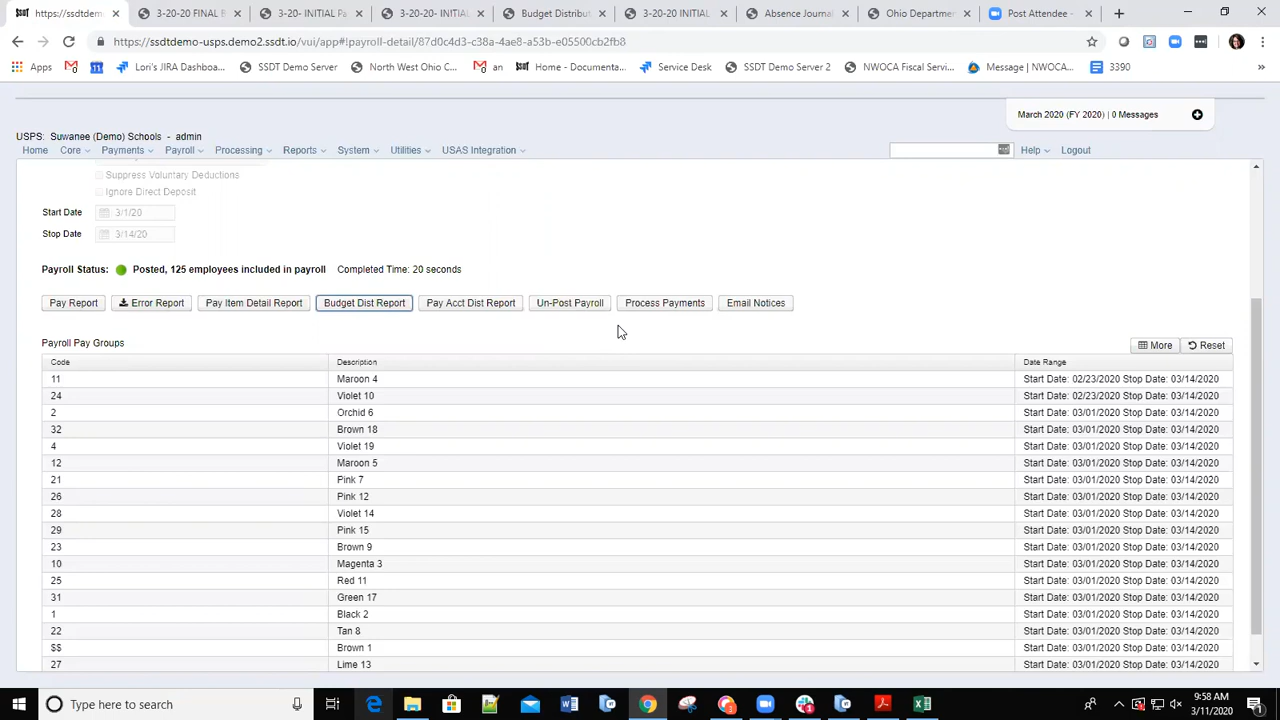 https://ssdtdemo-us
3-20-20 FINAL B
3-20- INITIAL Pa
3-20-20- INITIAL
Budget Distribut
3-20-20 INITIAL
Absence Journal
Ohio Departmen
Post Attendee -
https://ssdtdemo-usps.demo2.ssdt.io/vui/app#!payroll-detail/87d0c4d3-c38a-4ae8-a53b-e05500cb2fb8
Apps
Lori's JIRA Dashboa...
SSDT Demo Server
North West Ohio C...
an
Home - Documenta...
Service Desk
SSDT Demo Server 2
NWOCA Fiscal Servi...
Message | NWOCA...
3390
March 2020 (FY 2020) | 0 Messages
USPS: Suwanee (Demo) Schools - admin
Home Core Payments Payroll Processing Reports System Utilities USAS Integration Help Logout
Suppress Voluntary Deductions
Ignore Direct Deposit
Start Date 3/1/20
Stop Date 3/14/20
Payroll Status: Posted, 125 employees included in payroll Completed Time: 20 seconds
Pay Report Error Report Pay Item Detail Report Budget Dist Report Pay Acct Dist Report Un-Post Payroll Process Payments Email Notices
Payroll Pay Groups More Reset
Code Description Date Range
11 Maroon 4 Start Date: 02/23/2020 Stop Date: 03/14/2020
24 Violet 10 Start Date: 02/23/2020 Stop Date: 03/14/2020
2 Orchid 6 Start Date: 03/01/2020 Stop Date: 03/14/2020
32 Brown 18 Start Date: 03/01/2020 Stop Date: 03/14/2020
4 Violet 19 Start Date: 03/01/2020 Stop Date: 03/14/2020
12 Maroon 5 Start Date: 03/01/2020 Stop Date: 03/14/2020
21 Pink 7 Start Date: 03/01/2020 Stop Date: 03/14/2020
26 Pink 12 Start Date: 03/01/2020 Stop Date: 03/14/2020
28 Violet 14 Start Date: 03/01/2020 Stop Date: 03/14/2020
29 Pink 15 Start Date: 03/01/2020 Stop Date: 03/14/2020
23 Brown 9 Start Date: 03/01/2020 Stop Date: 03/14/2020
10 Magenta 3 Start Date: 03/01/2020 Stop Date: 03/14/2020
25 Red 11 Start Date: 03/01/2020 Stop Date: 03/14/2020
31 Green 17 Start Date: 03/01/2020 Stop Date: 03/14/2020
1 Black 2 Start Date: 03/01/2020 Stop Date: 03/14/2020
22 Tan 8 Start Date: 03/01/2020 Stop Date: 03/14/2020
$$ Brown 1 Start Date: 03/01/2020 Stop Date: 03/14/2020
27 Lime 13 Start Date: 03/01/2020 Stop Date: 03/14/2020
Type here to search
9:58 AM
3/11/2020